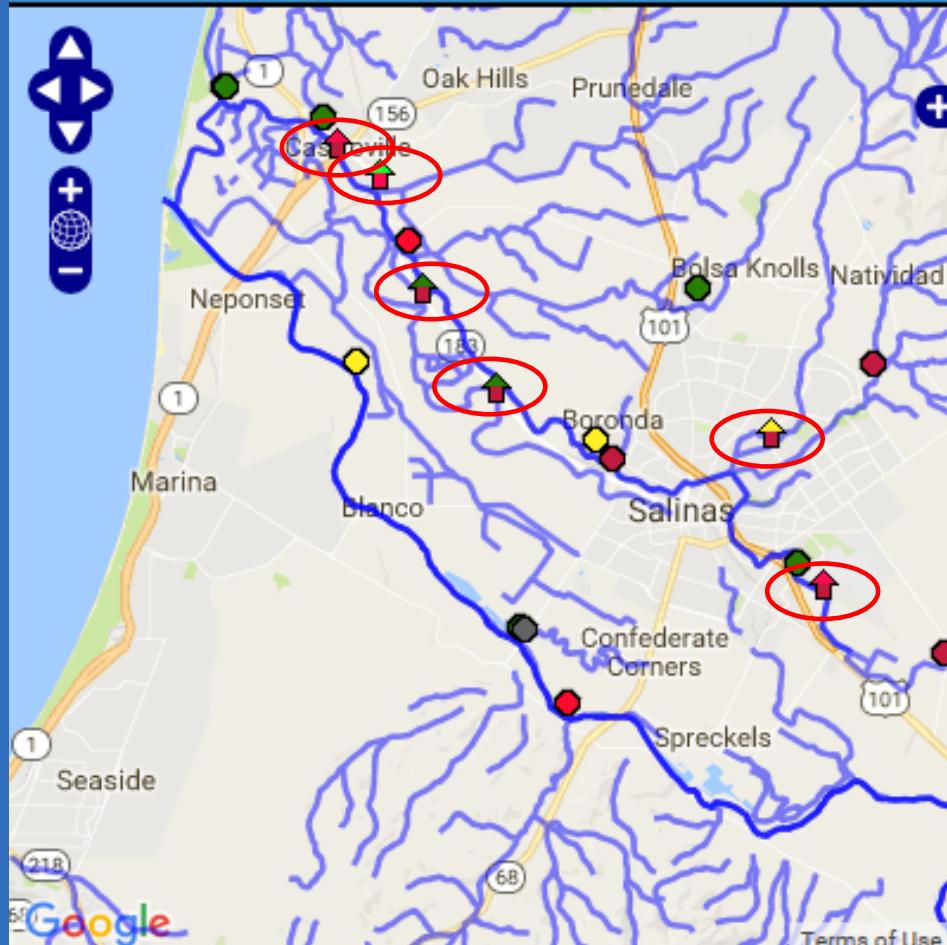 Oak Hills
1
Prunedale
156
+
Castroville
+
Bolsa Knolls
Natividad
Neponset
101
183
1
Boronda
Marina
Blanco
Salinas
Confederate
Corners
101
Spreckels
1
Seaside
218
68
68
Google
Terms of Use